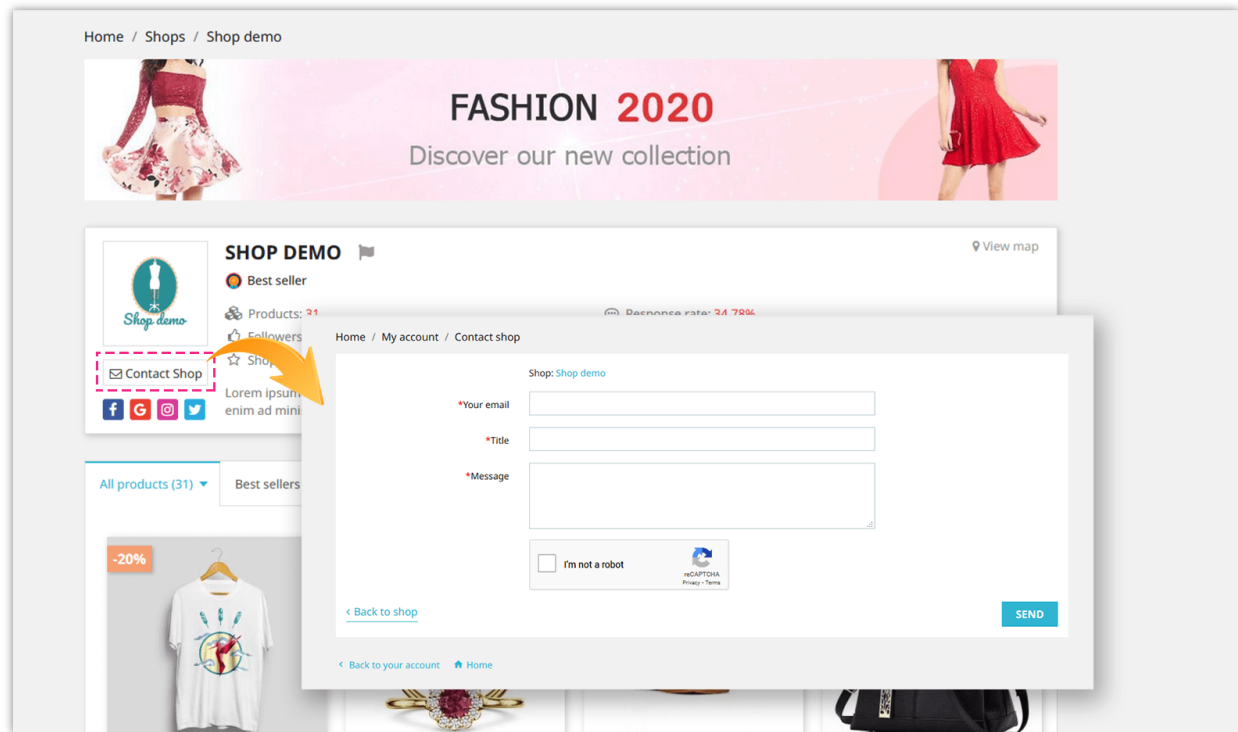 Home / Shops / Shop demo
FASHION 2020
Discover our new collection
SHOP DEMO
View map
Best seller
Shop demo
Products: 31
Response rate: 34.78%
Followers
Contact Shop
Lorem ipsum
enim ad mini
All products (31)
Best sellers
-20%
Home / My account / Contact shop
Shop: Shop demo
*Your email
*Title
*Message
I'm not a robot
reCAPTCHA
Privacy - Terms
< Back to shop
SEND
< Back to your account Home